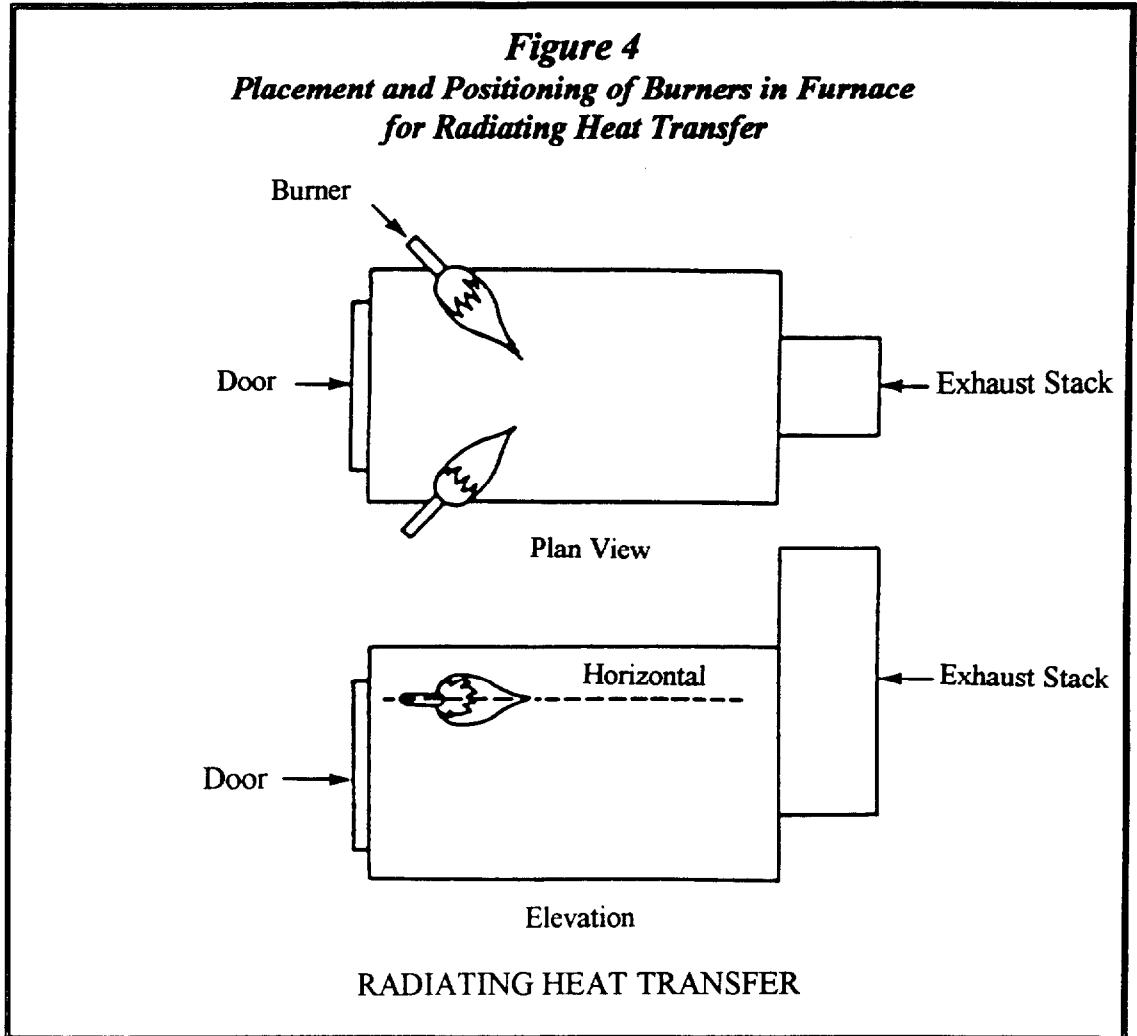 Figure 4
Placement and Positioning of Burners in Furnace
for Radiating Heat Transfer
Burner
Door
Exhaust Stack
Plan View
Horizontal
Exhaust Stack
Door
Elevation
RADIATING HEAT TRANSFER